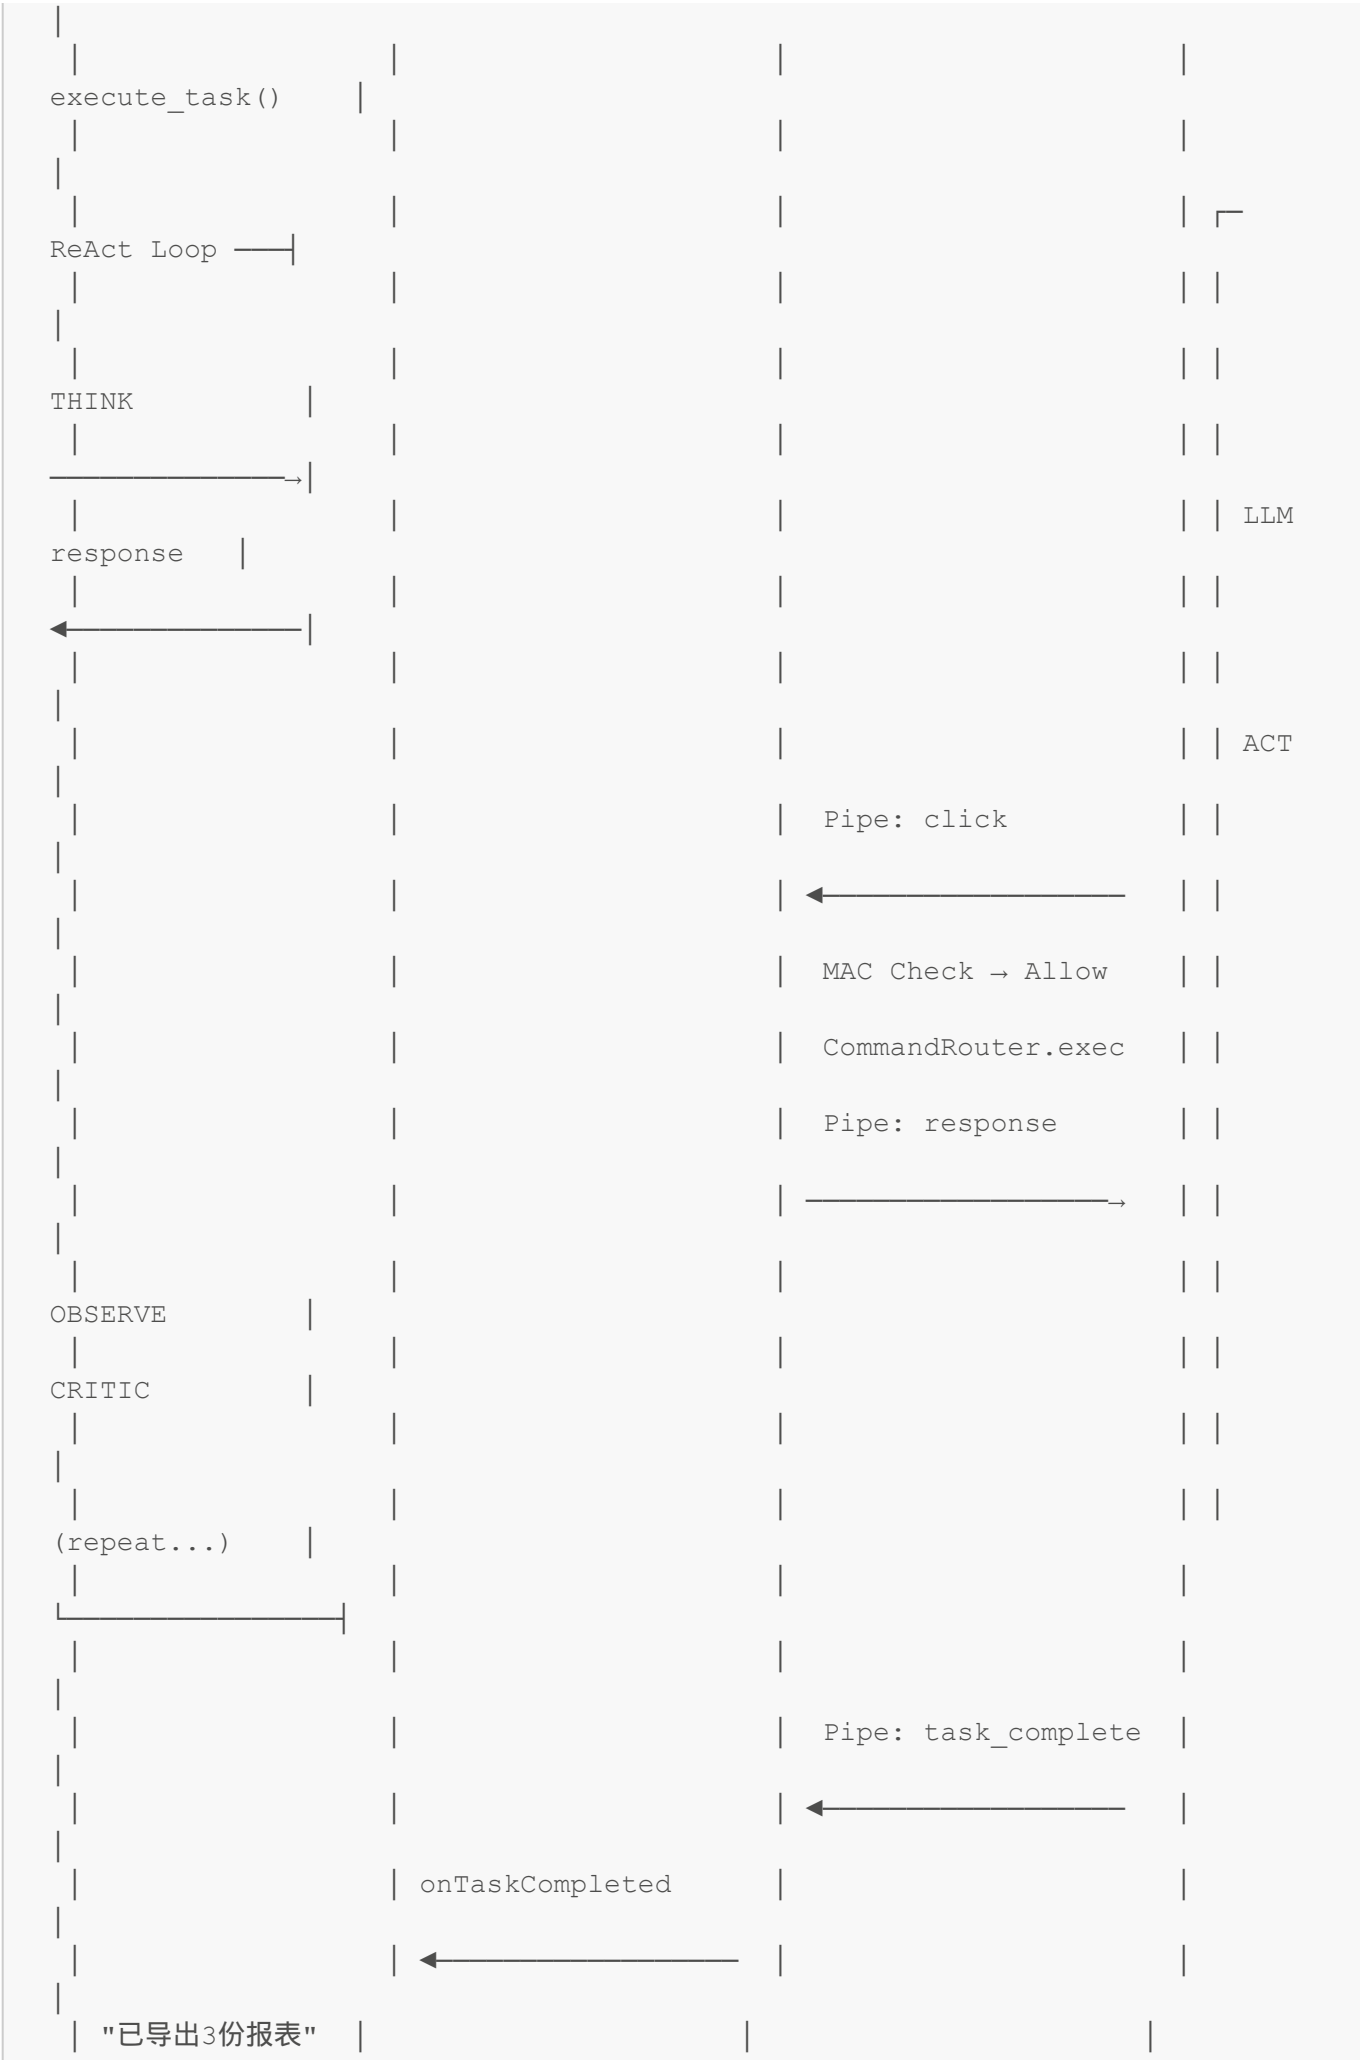 execute_task()
ReAct Loop
THINK
LLM
response
ACT
Pipe: click
MAC Check → Allow
CommandRouter.exec
Pipe: response
OBSERVE
CRITIC
(repeat...)
Pipe: task_complete
onTaskCompleted
"已导出3份报表"